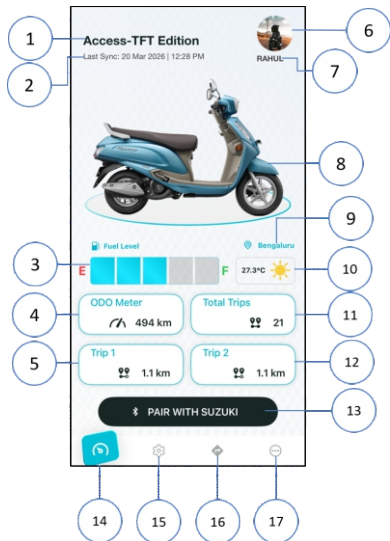 1
Access-TFT Edition
6
2
Last Sync: 20 Mar 2026 | 12:28 PM
RAHUL
7
8
9
Fuel Level
Bengaluru
3
E
F
27.3°C
10
4
ODO Meter
494 km
Total Trips
21
11
5
Trip 1
1.1 km
Trip 2
1.1 km
12
PAIR WITH SUZUKI
13
14
15
16
17